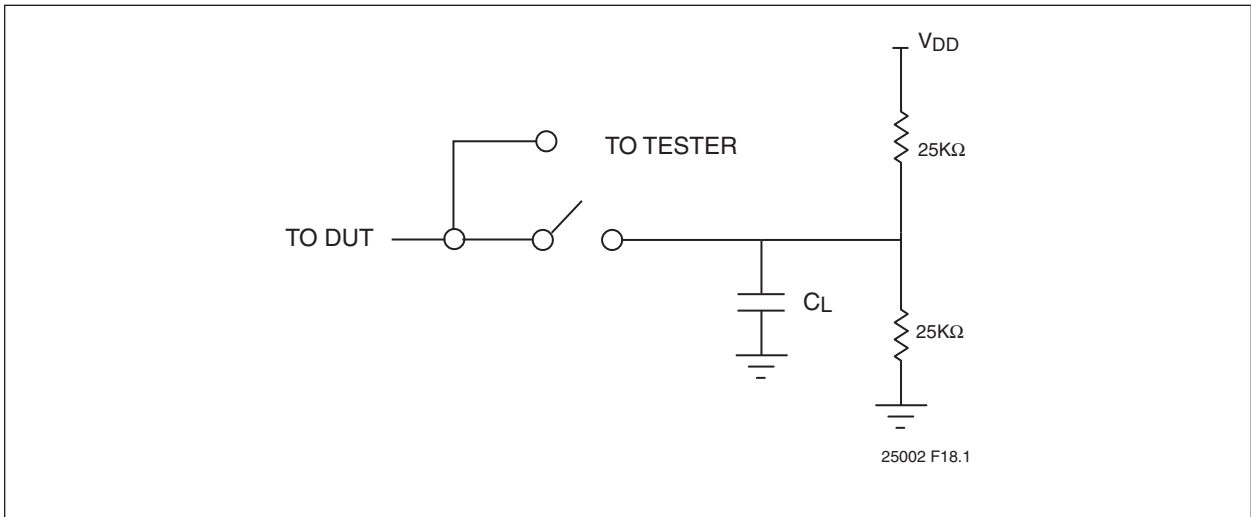 VDD
25KΩ
TO TESTER
TO DUT
CL
25KΩ
25002 F18.1